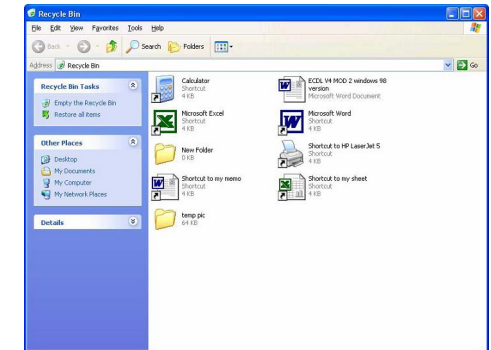 Recycle Bin
File Edit View Favorites Tools Help
Back Search Folders
Address Recycle Bin Go
Recycle Bin Tasks
Empty the Recycle Bin
Restore all items
Other Places
Desktop
My Documents
My Computer
My Network Places
Details
Calculator
Shortcut
4 KB
ECDL V4 MOD 2 windows 98
version
Microsoft Word Document
Microsoft Excel
Shortcut
4 KB
Microsoft Word
Shortcut
4 KB
New Folder
0 KB
Shortcut to HP LaserJet 5
Shortcut
4 KB
Shortcut to my memo
Shortcut
4 KB
Shortcut to my sheet
Shortcut
4 KB
temp pic
64 KB